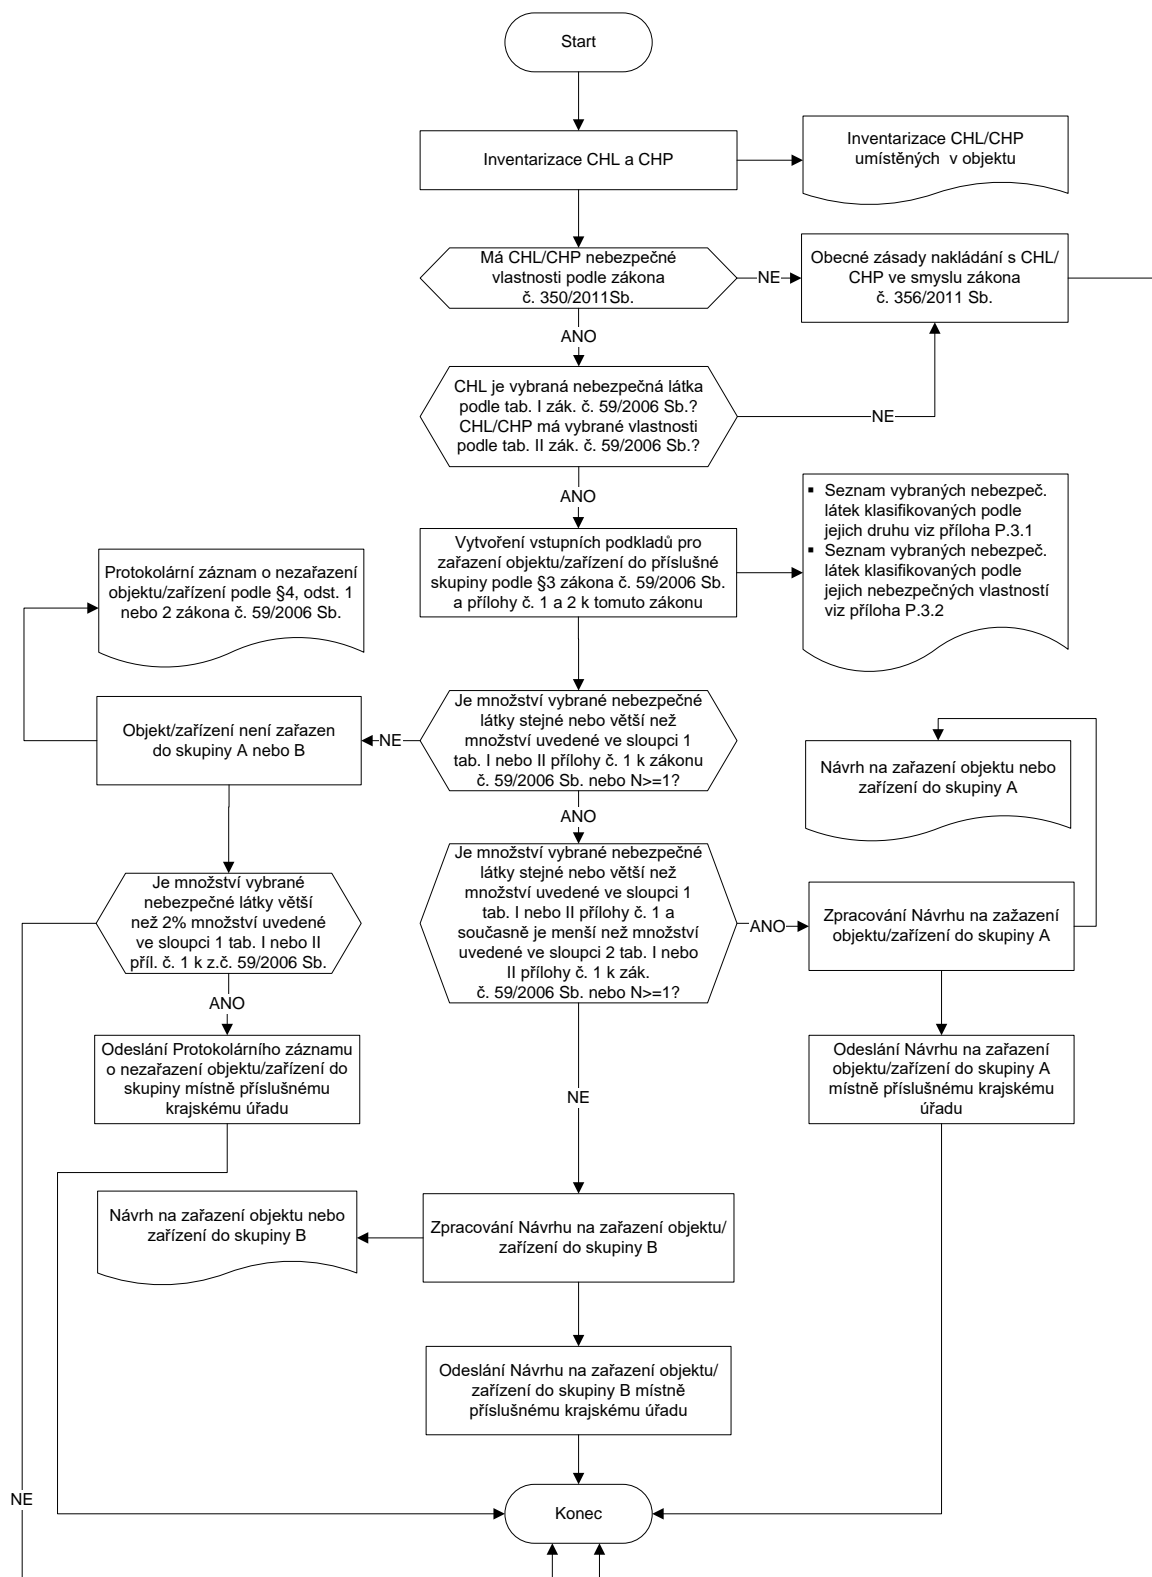 Start
Inventarizace CHL a CHP
Inventarizace CHL/CHP
umístěných  v objektu
Má CHL/CHP nebezpečné
vlastnosti podle zákona
č. 350/2011Sb.
NE
Obecné zásady nakládání s CHL/
CHP ve smyslu zákona
č. 356/2011 Sb.
ANO
CHL je vybraná nebezpečná látka
podle tab. I zák. č. 59/2006 Sb.?
CHL/CHP má vybrané vlastnosti
podle tab. II zák. č. 59/2006 Sb.?
NE
ANO
▪ Seznam vybraných nebezpeč.
látek klasifikovaných podle
jejich druhu viz příloha P.3.1
▪ Seznam vybraných nebezpeč.
látek klasifikovaných podle
jejich nebezpečných vlastností
viz příloha P.3.2
Vytvoření vstupních podkladů pro
zařazení objektu/zařízení do příslušné
skupiny podle §3 zákona č. 59/2006 Sb.
a přílohy č. 1 a 2 k tomuto zákonu
Protokolární záznam o nezařazení
objektu/zařízení podle §4, odst. 1
nebo 2 zákona č. 59/2006 Sb.
Je množství vybrané nebezpečné
látky stejné nebo větší než
množství uvedené ve sloupci 1
tab. I nebo II přílohy č. 1 k zákonu
č. 59/2006 Sb. nebo N>=1?
NE
Objekt/zařízení není zařazen
do skupiny A nebo B
Návrh na zařazení objektu nebo
zařízení do skupiny A
ANO
Je množství vybrané nebezpečné
látky stejné nebo větší než
množství uvedené ve sloupci 1
tab. I nebo II přílohy č. 1 a
současně je menší než množství
uvedené ve sloupci 2 tab. I nebo
II přílohy č. 1 k zák.
č. 59/2006 Sb. nebo N>=1?
ANO
Zpracování Návrhu na zažazení
objektu/zařízení do skupiny A
Je množství vybrané
nebezpečné látky větší
než 2% množství uvedené
ve sloupci 1 tab. I nebo II
příl. č. 1 k z.č. 59/2006 Sb.
ANO
Odeslání Protokolárního záznamu
o nezařazení objektu/zařízení do
skupiny místně příslušnému
krajskému úřadu
Odeslání Návrhu na zařazení
objektu/zařízení do skupiny A
místně příslušnému krajskému
úřadu
NE
Návrh na zařazení objektu nebo
zařízení do skupiny B
Zpracování Návrhu na zařazení objektu/
zařízení do skupiny B
Odeslání Návrhu na zařazení objektu/
zařízení do skupiny B místně
příslušnému krajskému úřadu
NE
Konec